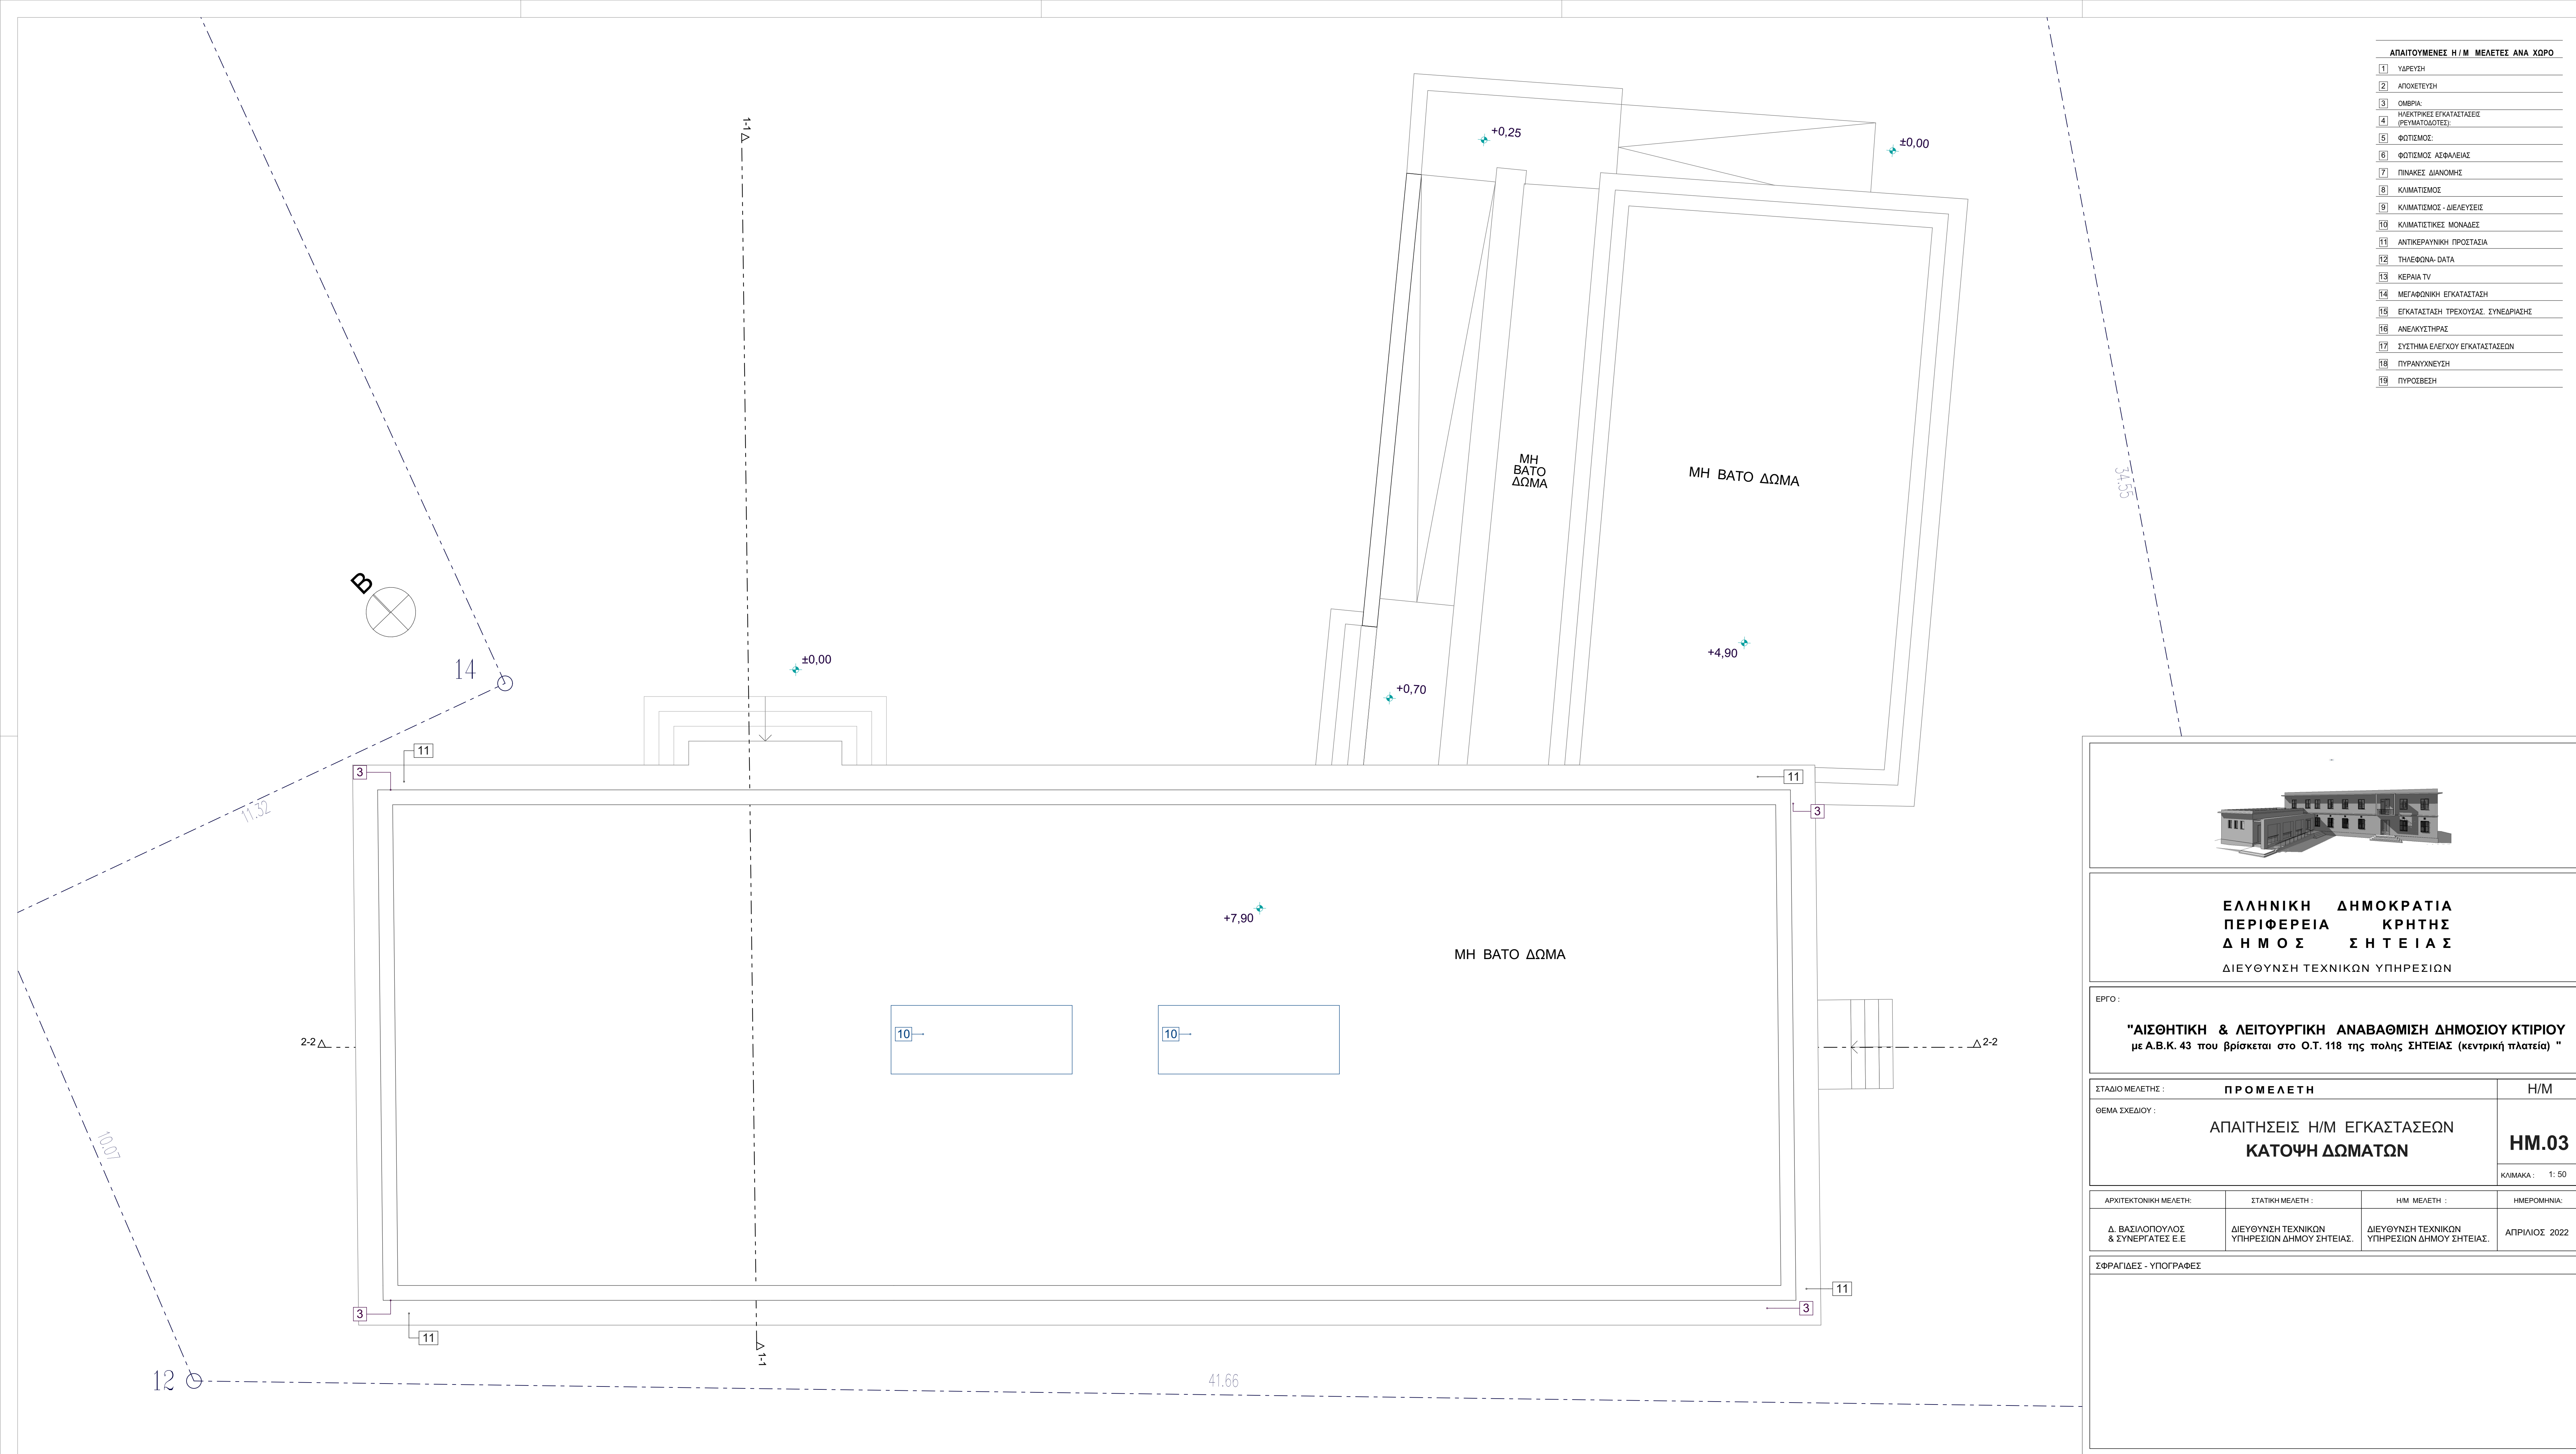 ΑΠΑΙΤΟΥΜΕΝΕΣ Η / Μ ΜΕΛΕΤΕΣ ΑΝΑ ΧΩΡΟ
1 ΥΔΡΕΥΣΗ
2 ΑΠΟΧΕΤΕΥΣΗ
3 ΟΜΒΡΙΑ:
4 ΗΛΕΚΤΡΙΚΕΣ ΕΓΚΑΤΑΣΤΑΣΕΙΣ
(ΡΕΥΜΑΤΟΔΟΤΕΣ):
5 ΦΩΤΙΣΜΟΣ:
6 ΦΩΤΙΣΜΟΣ ΑΣΦΑΛΕΙΑΣ
7 ΠΙΝΑΚΕΣ ΔΙΑΝΟΜΗΣ
8 ΚΛΙΜΑΤΙΣΜΟΣ
9 ΚΛΙΜΑΤΙΣΜΟΣ - ΔΙΕΛΕΥΣΕΙΣ
10 ΚΛΙΜΑΤΙΣΤΙΚΕΣ ΜΟΝΑΔΕΣ
11 ΑΝΤΙΚΕΡΑΥΝΙΚΗ ΠΡΟΣΤΑΣΙΑ
12 ΤΗΛΕΦΩΝΑ- DATA
13 ΚΕΡΑΙΑ TV
14 ΜΕΓΑΦΩΝΙΚΗ ΕΓΚΑΤΑΣΤΑΣΗ
15 ΕΓΚΑΤΑΣΤΑΣΗ ΤΡΕΧΟΥΣΑΣ. ΣΥΝΕΔΡΙΑΣΗΣ
16 ΑΝΕΛΚΥΣΤΗΡΑΣ
17 ΣΥΣΤΗΜΑ ΕΛΕΓΧΟΥ ΕΓΚΑΤΑΣΤΑΣΕΩΝ
18 ΠΥΡΑΝΥΧΝΕΥΣΗ
19 ΠΥΡΟΣΒΕΣΗ
1-1
+0,25
±0,00
34.55
ΜΗ
ΒΑΤΟ
ΔΩΜΑ
ΜΗ ΒΑΤΟ ΔΩΜΑ
Β
14
±0,00
+4,90
+0,70
11
3
11
3
11.32
+7,90
ΜΗ ΒΑΤΟ ΔΩΜΑ
10
10
2-2
2-2
10.07
11
3
3
11
1-1
12
41.66
ΕΛΛΗΝΙΚΗ ΔΗΜΟΚΡΑΤΙΑ
ΠΕΡΙΦΕΡΕΙΑ ΚΡΗΤΗΣ
ΔΗΜΟΣ ΣΗΤΕΙΑΣ
ΔΙΕΥΘΥΝΣΗ ΤΕΧΝΙΚΩΝ ΥΠΗΡΕΣΙΩΝ
ΕΡΓΟ :
"ΑΙΣΘΗΤΙΚΗ & ΛΕΙΤΟΥΡΓΙΚΗ ΑΝΑΒΑΘΜΙΣΗ ΔΗΜΟΣΙΟΥ ΚΤΙΡΙΟΥ
με Α.Β.Κ. 43 που βρίσκεται στο Ο.Τ. 118 της πολης ΣΗΤΕΙΑΣ (κεντρική πλατεία) "
ΣΤΑΔΙΟ ΜΕΛΕΤΗΣ : ΠΡΟΜΕΛΕΤΗ Η/Μ
ΘΕΜΑ ΣΧΕΔΙΟΥ :
ΑΠΑΙΤΗΣΕΙΣ Η/Μ ΕΓΚΑΣΤΑΣΕΩΝ
ΚΑΤΟΨΗ ΔΩΜΑΤΩΝ
ΗΜ.03
ΚΛΙΜΑΚΑ : 1: 50
ΑΡΧΙΤΕΚΤΟΝΙΚΗ ΜΕΛΕΤΗ: ΣΤΑΤΙΚΗ ΜΕΛΕΤΗ : Η/Μ ΜΕΛΕΤΗ : ΗΜΕΡΟΜΗΝΙΑ:
Δ. ΒΑΣΙΛΟΠΟΥΛΟΣ
& ΣΥΝΕΡΓΑΤΕΣ Ε.Ε
ΔΙΕΥΘΥΝΣΗ ΤΕΧΝΙΚΩΝ
ΥΠΗΡΕΣΙΩΝ ΔΗΜΟΥ ΣΗΤΕΙΑΣ.
ΔΙΕΥΘΥΝΣΗ ΤΕΧΝΙΚΩΝ
ΥΠΗΡΕΣΙΩΝ ΔΗΜΟΥ ΣΗΤΕΙΑΣ.
ΑΠΡΙΛΙΟΣ 2022
ΣΦΡΑΓΙΔΕΣ - ΥΠΟΓΡΑΦΕΣ